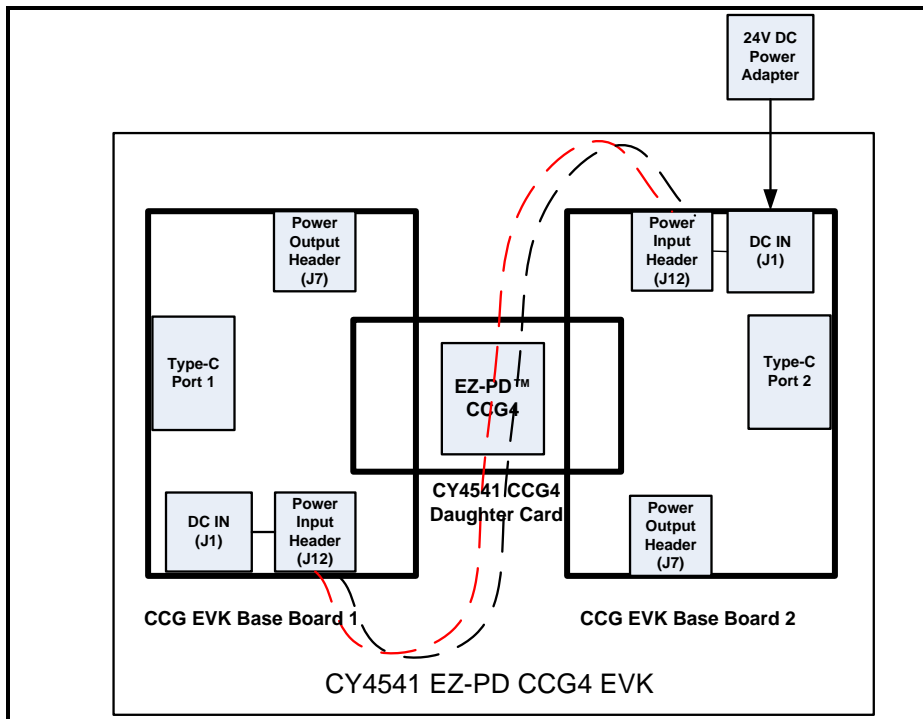 24V DC
Power
Adapter
Power
Output
Header
(J7)
Power
Input
Header
(J12)
DC IN
(J1)
Type-C
Port 1
EZ-PD™
CCG4
Type-C
Port 2
CY4541 CCG4
Daughter Card
DC IN
(J1)
Power
Input
Header
(J12)
Power
Output
Header
(J7)
CCG EVK Base Board 1
CCG EVK Base Board 2
CY4541 EZ-PD CCG4 EVK